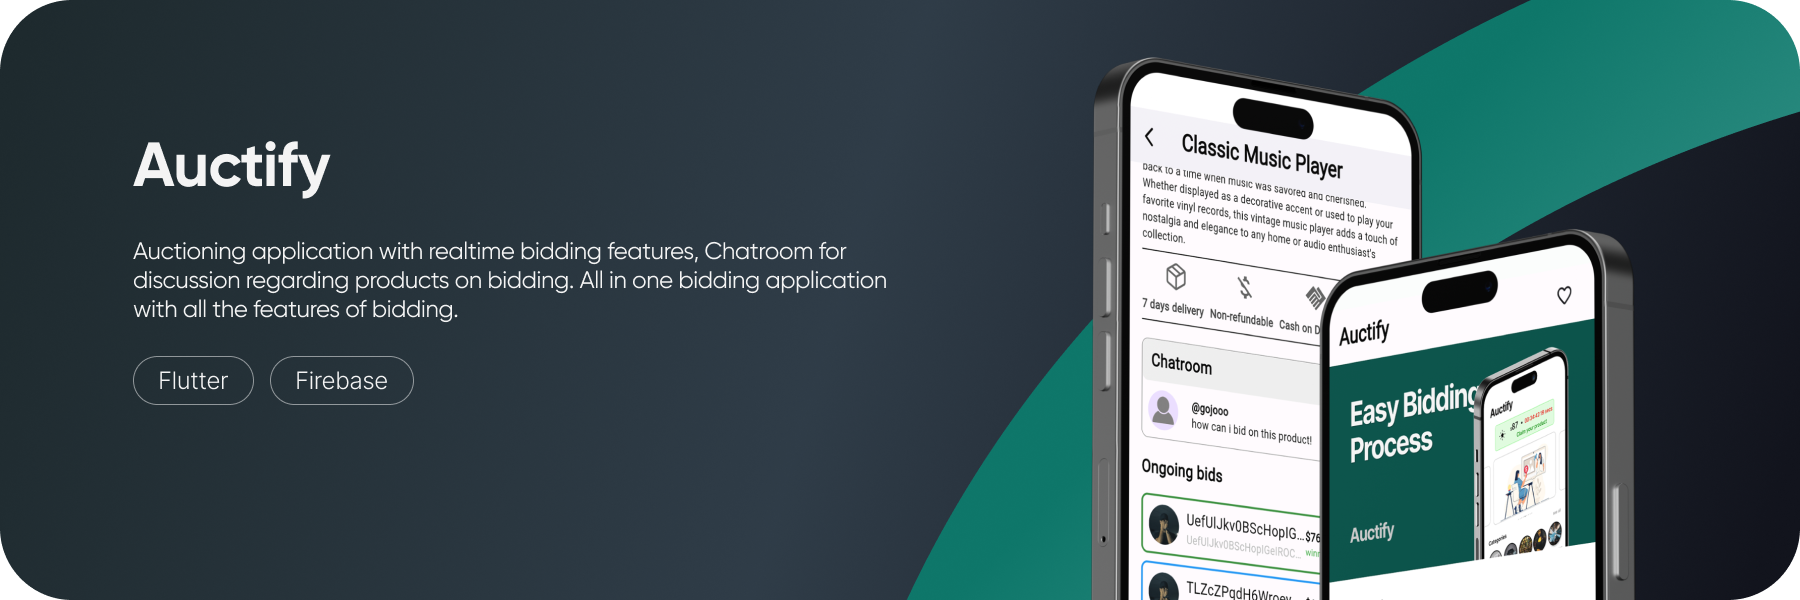 Auctify
Auctioning application with realtime bidding features, Chatroom for
discussion regarding products on bidding. All in one bidding application
with all the features of bidding.
Flutter
Firebase
Classic Music Player
back to a time when music was savored and cherished.
Whether displayed as a decorative accent or used to play your
favorite vinyl records, this vintage music player adds a touch of
nostalgia and elegance to any home or audio enthusiast's
collection.
7 days delivery
Non-refundable
Cash on D
Chatroom
@gojooo
how can i bid on this product!
Ongoing bids
$76
Auctify
Easy Bidding
Process
Auctify
Auctify
Claim your product
Categories